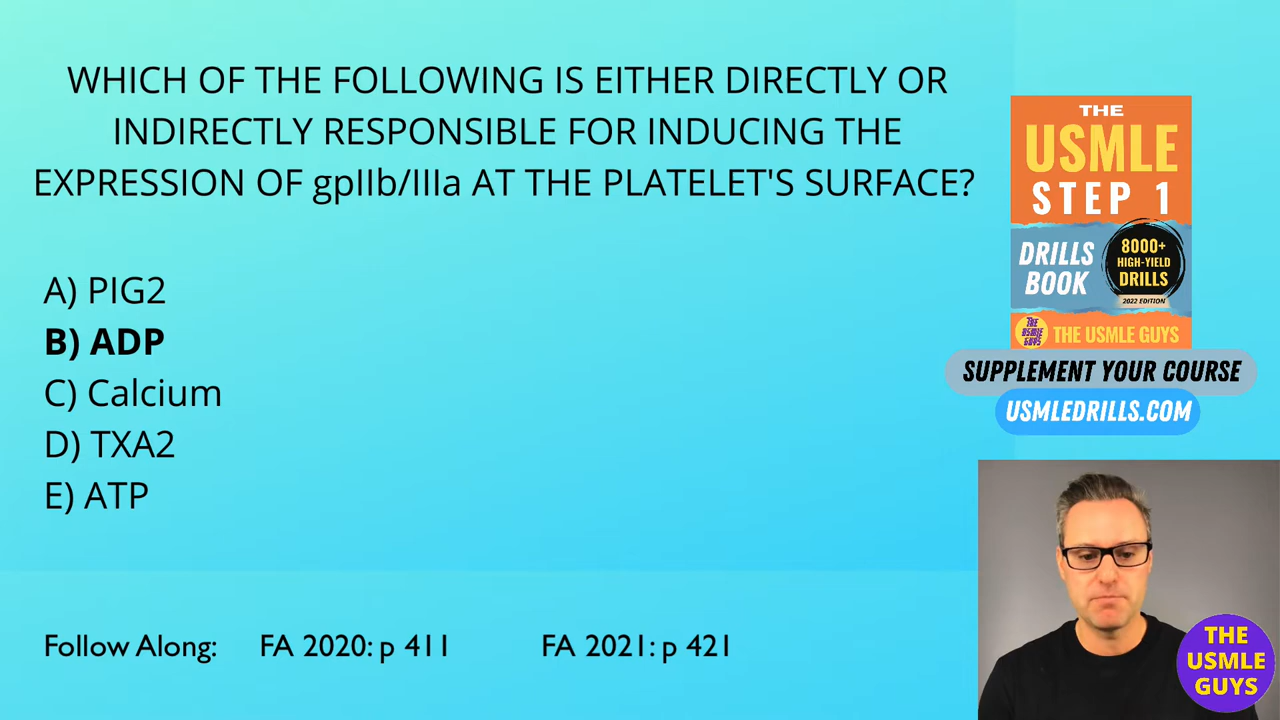 WHICH OF THE FOLLOWING IS EITHER DIRECTLY OR
INDIRECTLY RESPONSIBLE FOR INDUCING THE
EXPRESSION OF gpIIb/IIIa AT THE PLATELET'S SURFACE?
A) PIG2
B) ADP
C) Calcium
D) TXA2
E) ATP
Follow Along: FA 2020: p 411 FA 2021: p 421
THE
USMLE
STEP 1
DRILLS
BOOK
8000+
HIGH-YIELD
DRILLS
2022 EDITION
THE
USMLE
GUYS
THE USMLE GUYS
SUPPLEMENT YOUR COURSE
USMLEDRILLS.COM
THE
USMLE
GUYS